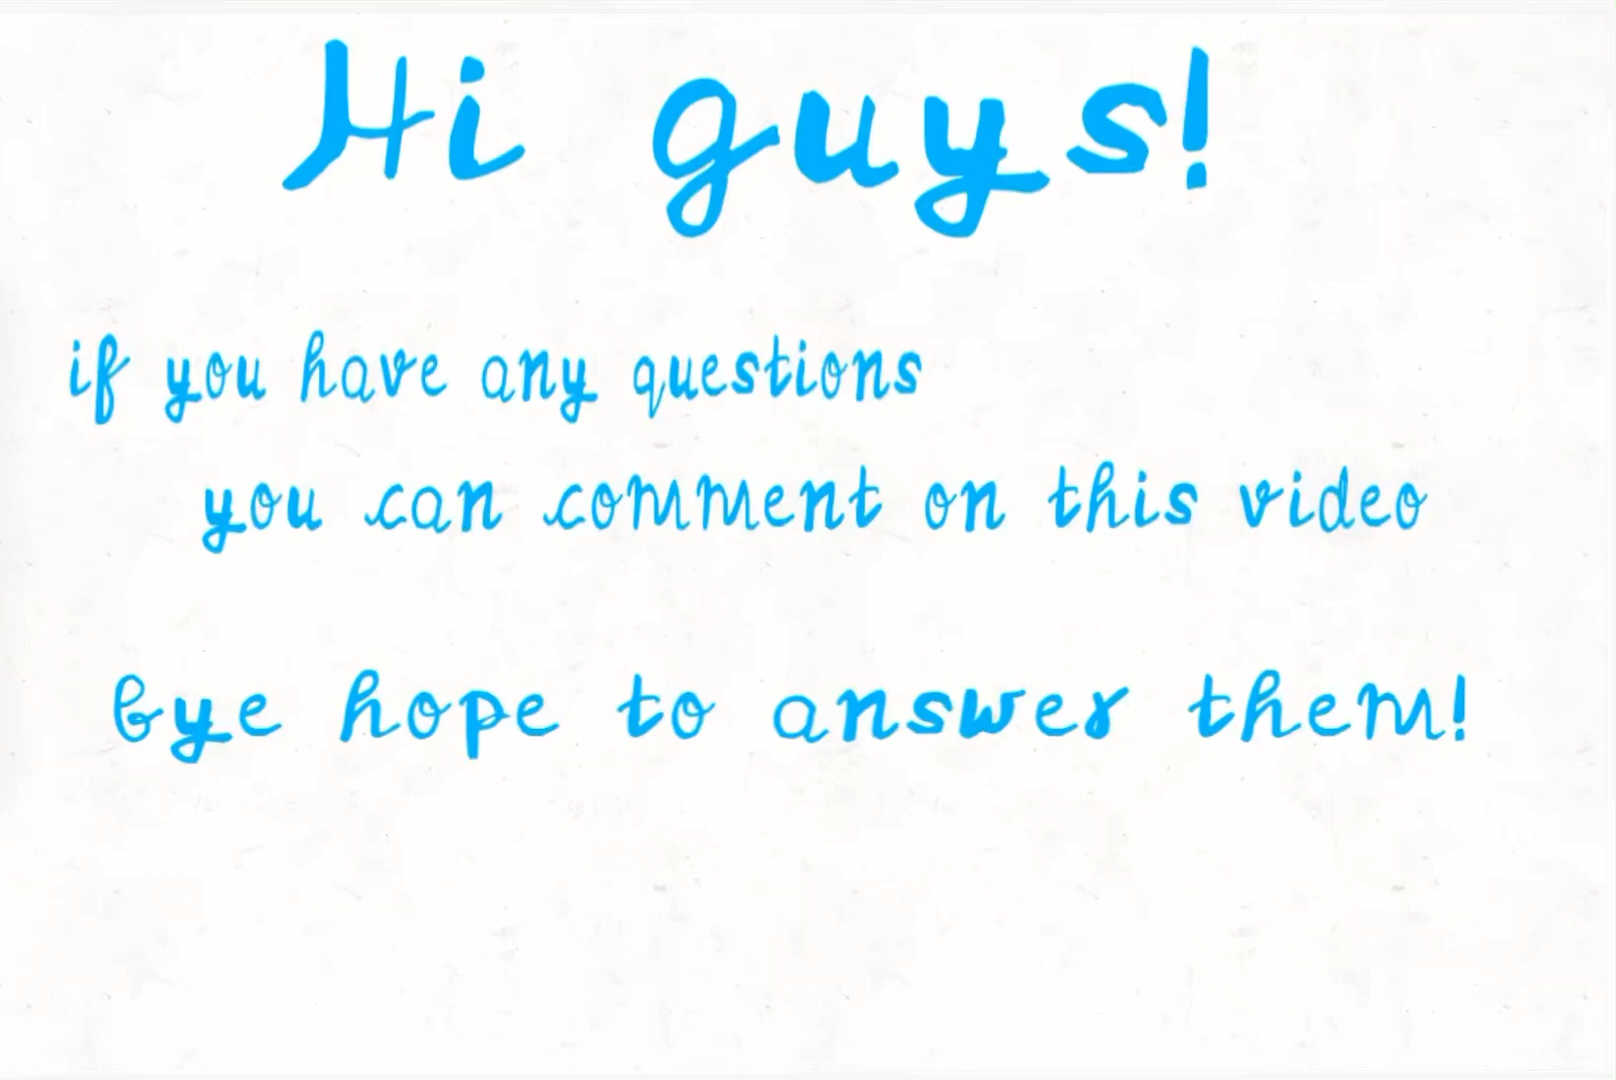 Hi guys!
if you have any questions
you can comment on this video
bye hope to answer them!